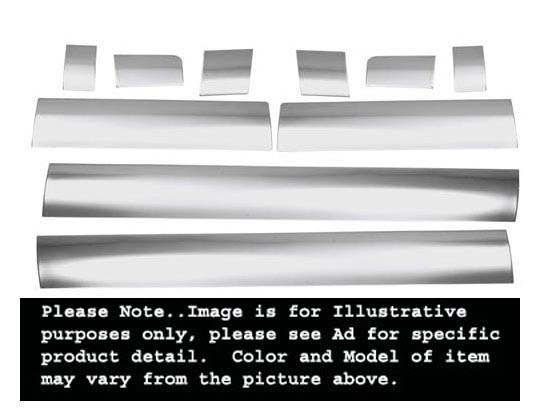 Please Note..Image is for Illustrative
purposes only, please see Ad for specific
product detail.  Color and Model of item
may vary from the picture above.